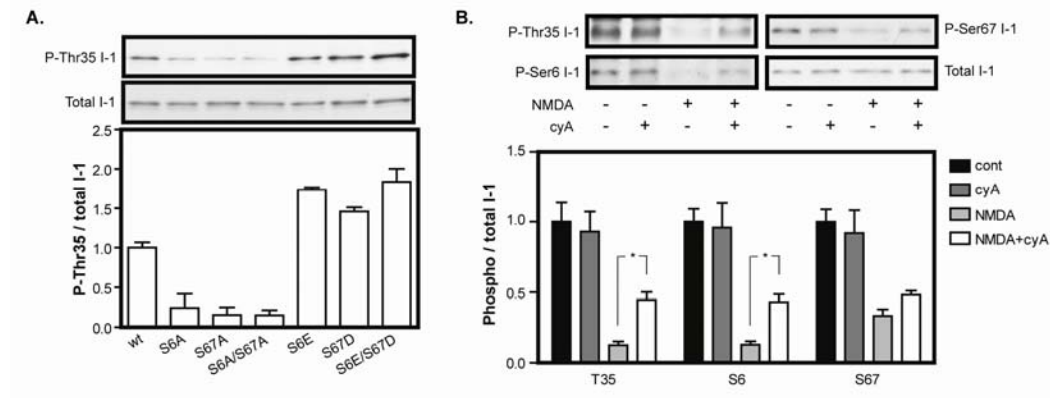 A.
P-Thr35 I-1
Total I-1
P-Thr35 / total I-1
2.5
2.0
1.5
1.0
0.5
0.0
wt
S6A
S67A
S6A/S67A
S6E
S67D
S6E/S67D
B.
P-Thr35 I-1
P-Ser67 I-1
P-Ser6 I-1
Total I-1
NMDA - - + + - - + +
cyA - + - + - + - +
Phospho / total I-1
1.5
1.0
0.5
0.0
* *
T35 S6 S67
cont
cyA
NMDA
NMDA+cyA